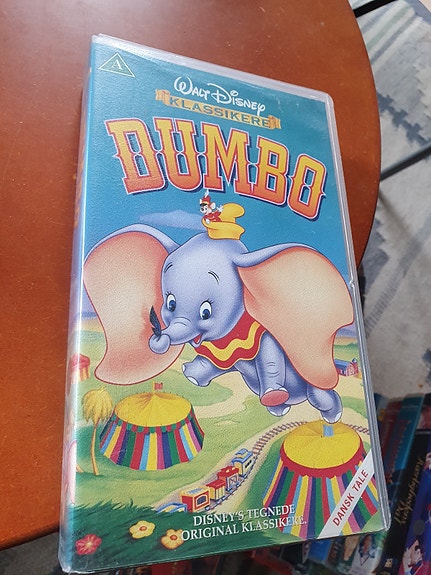 A
WALT DISNEY
KLASSIKERE
DUMBO
DISNEY'S TEGNEDE
ORIGINAL KLASSIKERE.
DANSK TALE